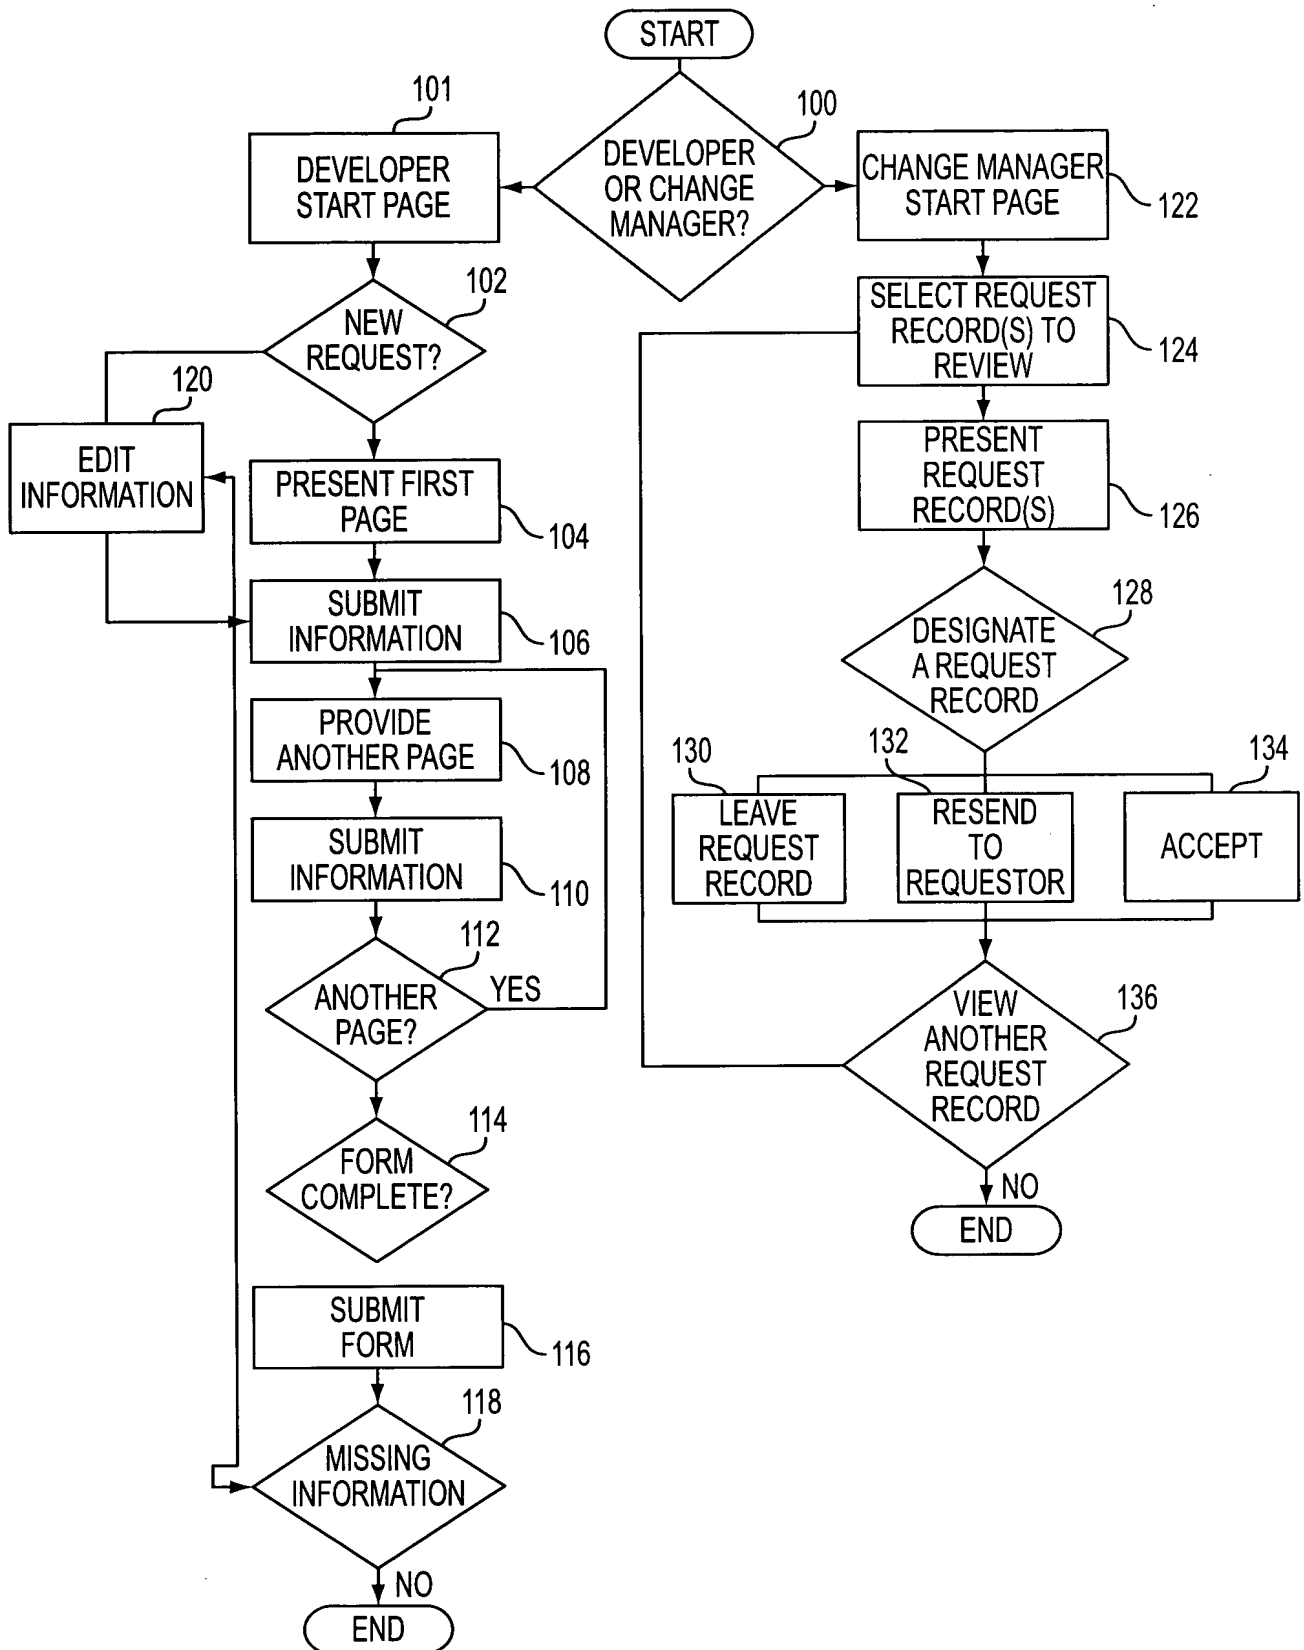 START
100
DEVELOPER
OR CHANGE
MANAGER?
101
DEVELOPER
START PAGE
102
NEW
REQUEST?
120
EDIT
INFORMATION
PRESENT FIRST
PAGE
104
SUBMIT
INFORMATION
106
PROVIDE
ANOTHER PAGE
108
SUBMIT
INFORMATION
110
112
ANOTHER
PAGE?
YES
114
FORM
COMPLETE?
SUBMIT
FORM
116
118
MISSING
INFORMATION
NO
END
CHANGE MANAGER
START PAGE
122
SELECT REQUEST
RECORD(S) TO
REVIEW
124
PRESENT
REQUEST
RECORD(S)
126
128
DESIGNATE
A REQUEST
RECORD
130
LEAVE
REQUEST
RECORD
132
RESEND
TO
REQUESTOR
134
ACCEPT
136
VIEW
ANOTHER
REQUEST
RECORD
NO
END